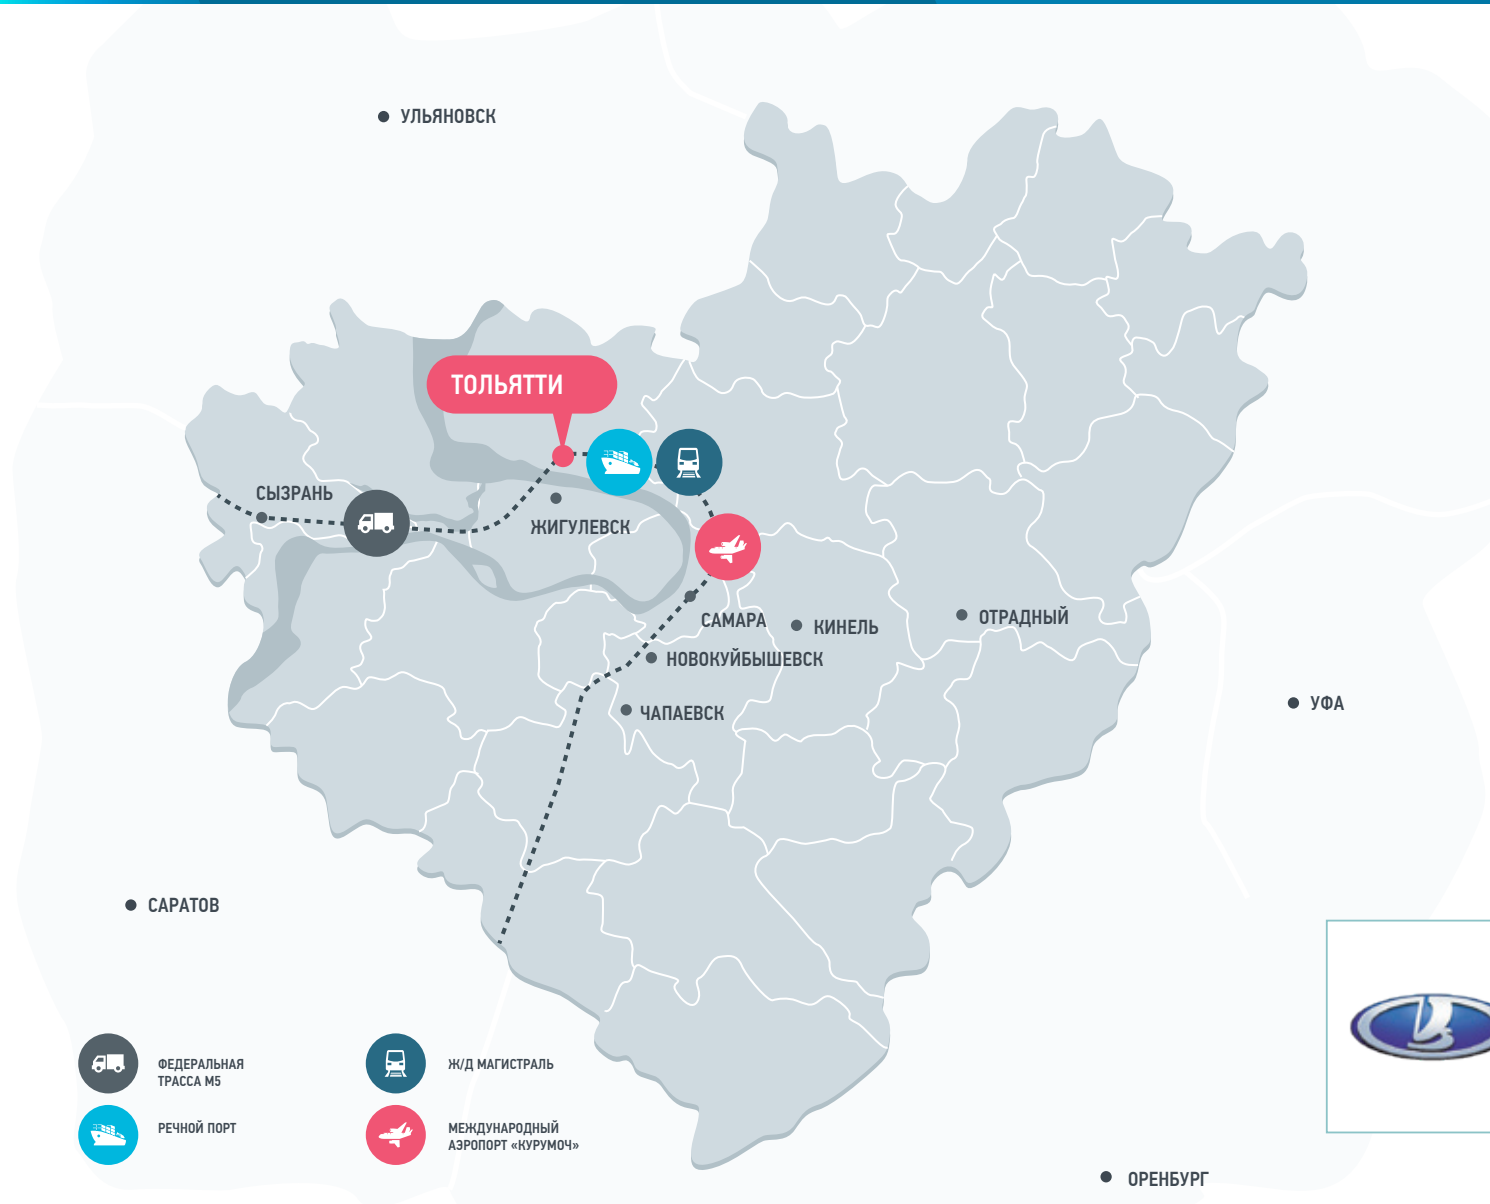 УЛЬЯНОВСК
ТОЛЬЯТТИ
СЫЗРАНЬ
ЖИГУЛЕВСК
САМАРА
КИНЕЛЬ
ОТРАДНЫЙ
НОВОКУЙБЫШЕВСК
ЧАПАЕВСК
УФА
САРАТОВ
ФЕДЕРАЛЬНАЯ
ТРАССА М5
Ж/Д МАГИСТРАЛЬ
РЕЧНОЙ ПОРТ
МЕЖДУНАРОДНЫЙ
АЭРОПОРТ «КУРУМОЧ»
ОРЕНБУРГ